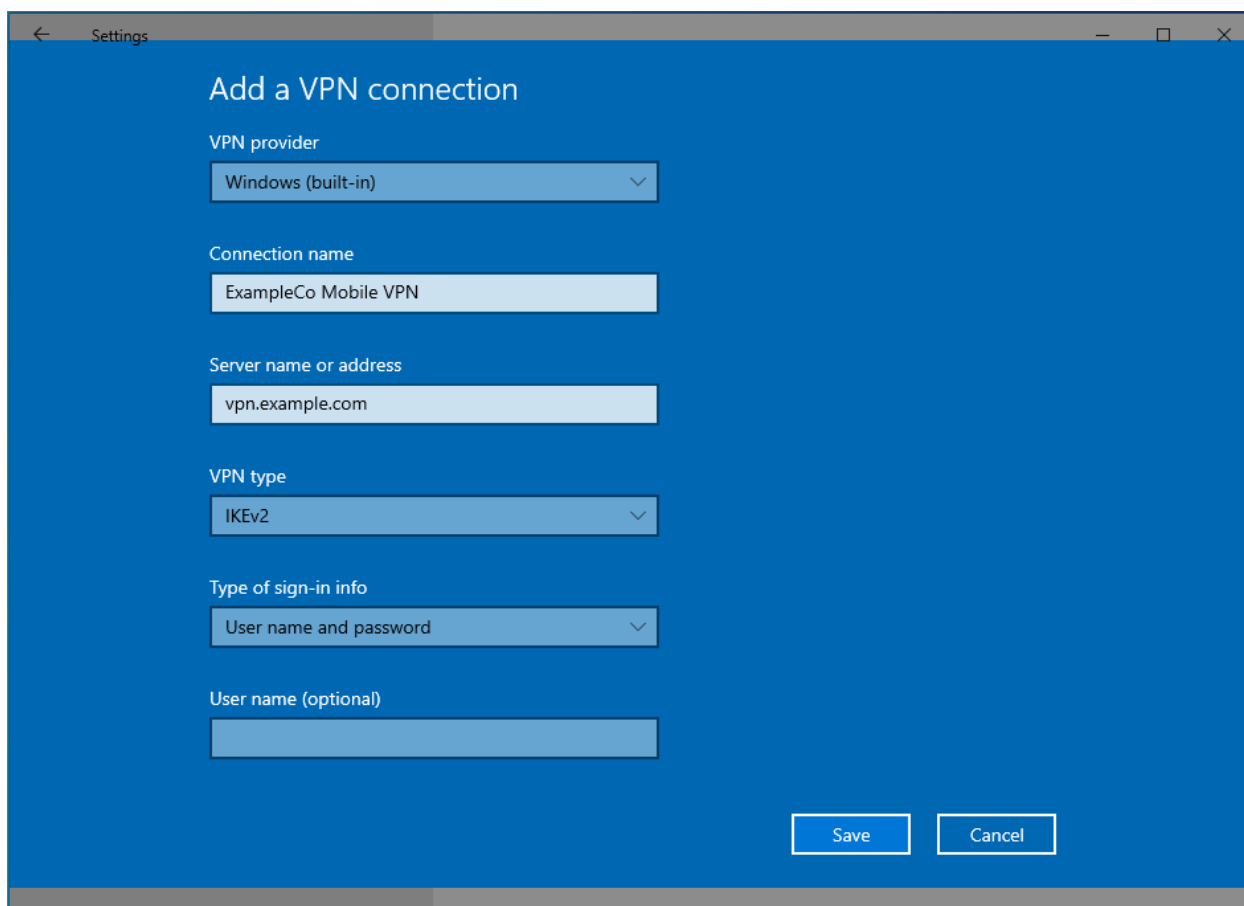 Settings
Add a VPN connection
VPN provider
Windows (built-in)
Connection name
ExampleCo Mobile VPN
Server name or address
vpn.example.com
VPN type
IKEv2
Type of sign-in info
User name and password
User name (optional)
Save Cancel